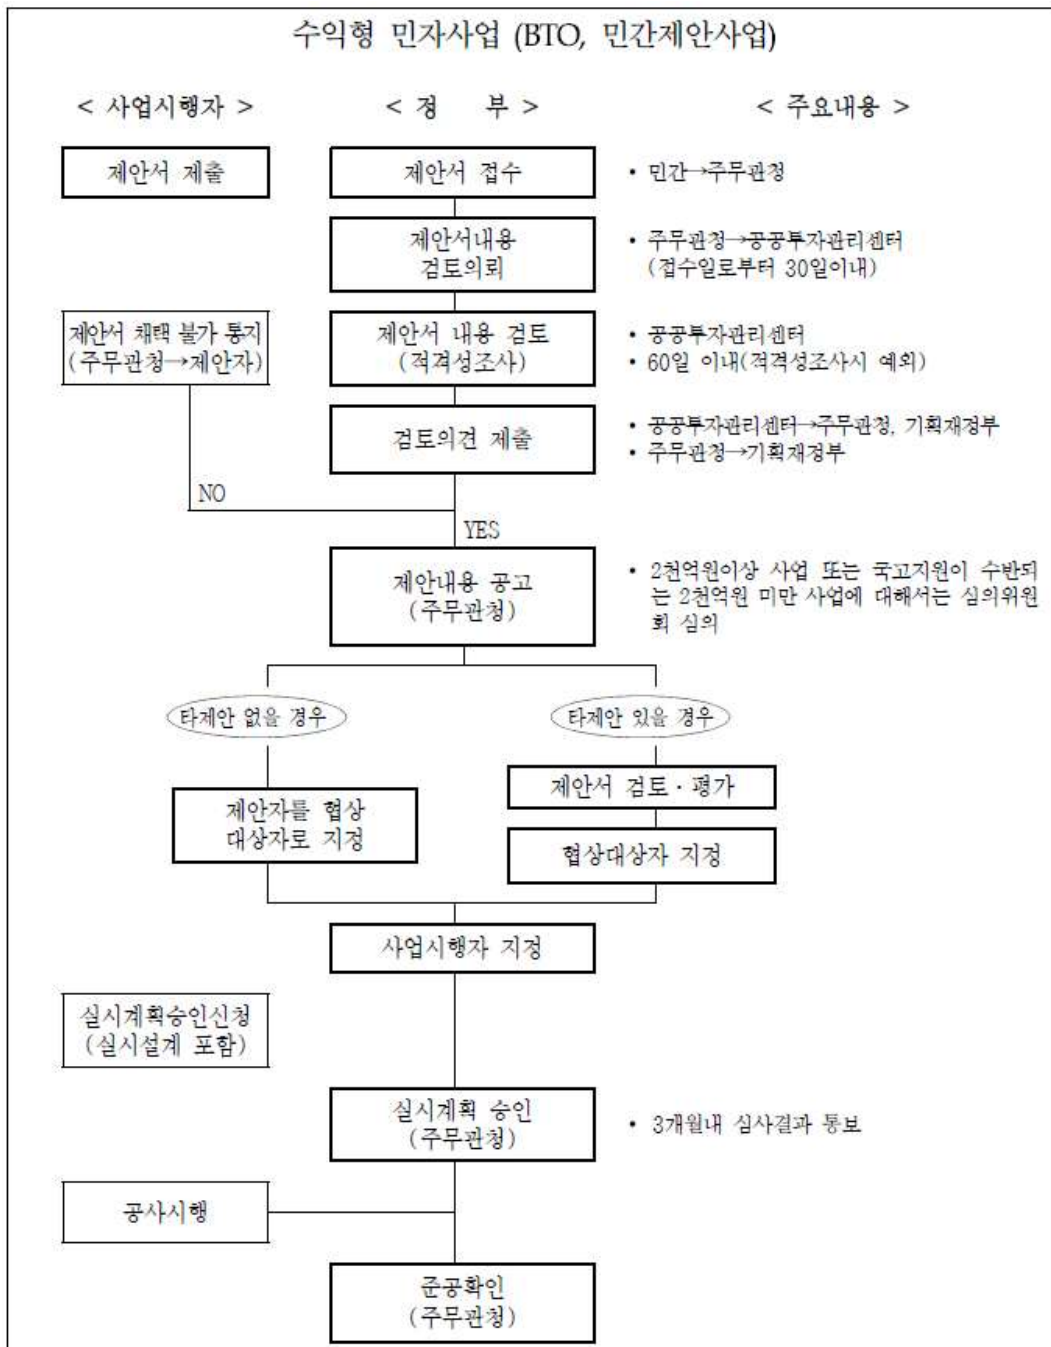 수익형 민자사업 (BTO, 민간제안사업)
< 사업시행자 >
< 정 부 >
< 주요내용 >
제안서 제출
제안서 접수
• 민간→주무관청
제안서내용
검토의뢰
• 주무관청→공공투자관리센터
(접수일로부터 30일이내)
제안서 채택 불가 통지
(주무관청→제안자)
제안서 내용 검토
(적격성조사)
• 공공투자관리센터
• 60일 이내(적격성조사시 예외)
검토의견 제출
• 공공투자관리센터→주무관청, 기획재정부
• 주무관청→기획재정부
NO
YES
제안내용 공고
(주무관청)
• 2천억원이상 사업 또는 국고지원이 수반되
는 2천억원 미만 사업에 대해서는 심의위원
회 심의
타제안 없을 경우
타제안 있을 경우
제안자를 협상
대상자로 지정
제안서 검토·평가
협상대상자 지정
사업시행자 지정
실시계획승인신청
(실시설계 포함)
실시계획 승인
(주무관청)
• 3개월내 심사결과 통보
공사시행
준공확인
(주무관청)